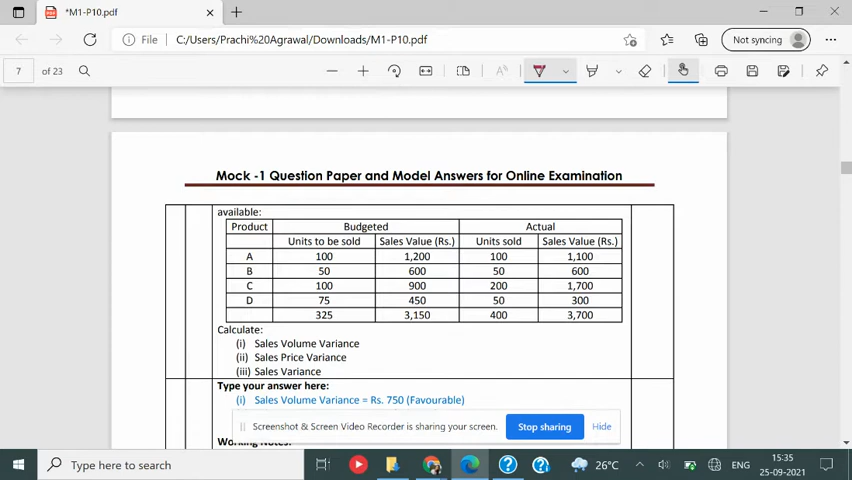 *M1-P10.pdf
File C:/Users/Prachi%20Agrawal/Downloads/M1-P10.pdf Not syncing
7 of 23
Mock -1 Question Paper and Model Answers for Online Examination
available:
Product Budgeted Actual
Units to be sold Sales Value (Rs.) Units sold Sales Value (Rs.)
A 100 1,200 100 1,100
B 50 600 50 600
C 100 900 200 1,700
D 75 450 50 300
325 3,150 400 3,700
Calculate:
(i) Sales Volume Variance
(ii) Sales Price Variance
(iii) Sales Variance
Type your answer here:
(i) Sales Volume Variance = Rs. 750 (Favourable)
Screenshot & Screen Video Recorder is sharing your screen. Stop sharing Hide
Working Notes:
Type here to search 26°C ENG 15:35
25-09-2021